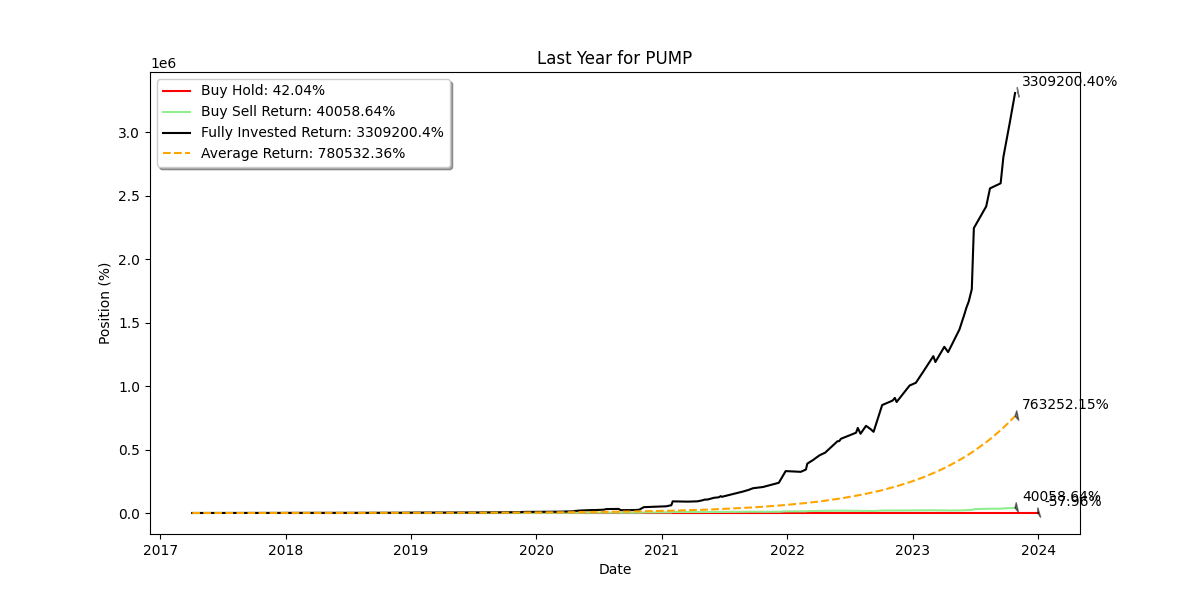 Last Year for PUMP
1e6
3309200.40%
Buy Hold: 42.04%
Buy Sell Return: 40058.64%
Fully Invested Return: 3309200.4%
Average Return: 780532.36%
3.0
2.5
2.0
1.5
1.0
0.5
0.0
Position (%)
763252.15%
40058.64%
-57.96%
2017 2018 2019 2020 2021 2022 2023 2024
Date